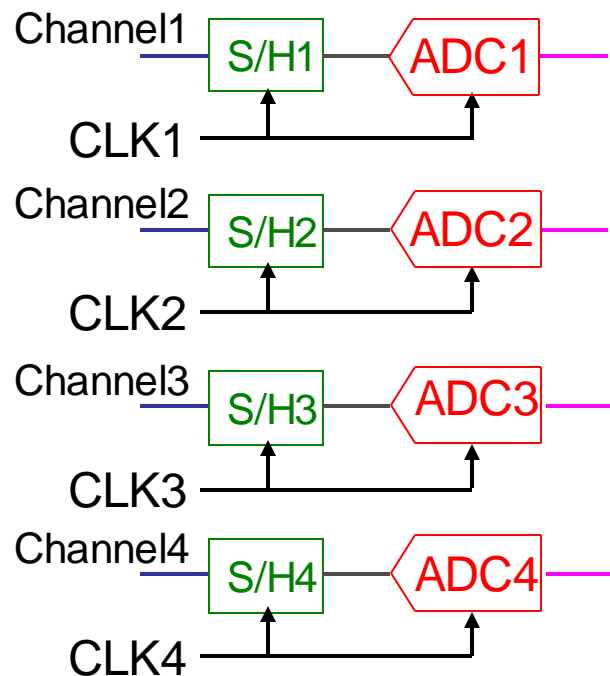 Channel1
S/H1 ADC1
CLK1
Channel2
S/H2 ADC2
CLK2
Channel3
S/H3 ADC3
CLK3
Channel4
S/H4 ADC4
CLK4